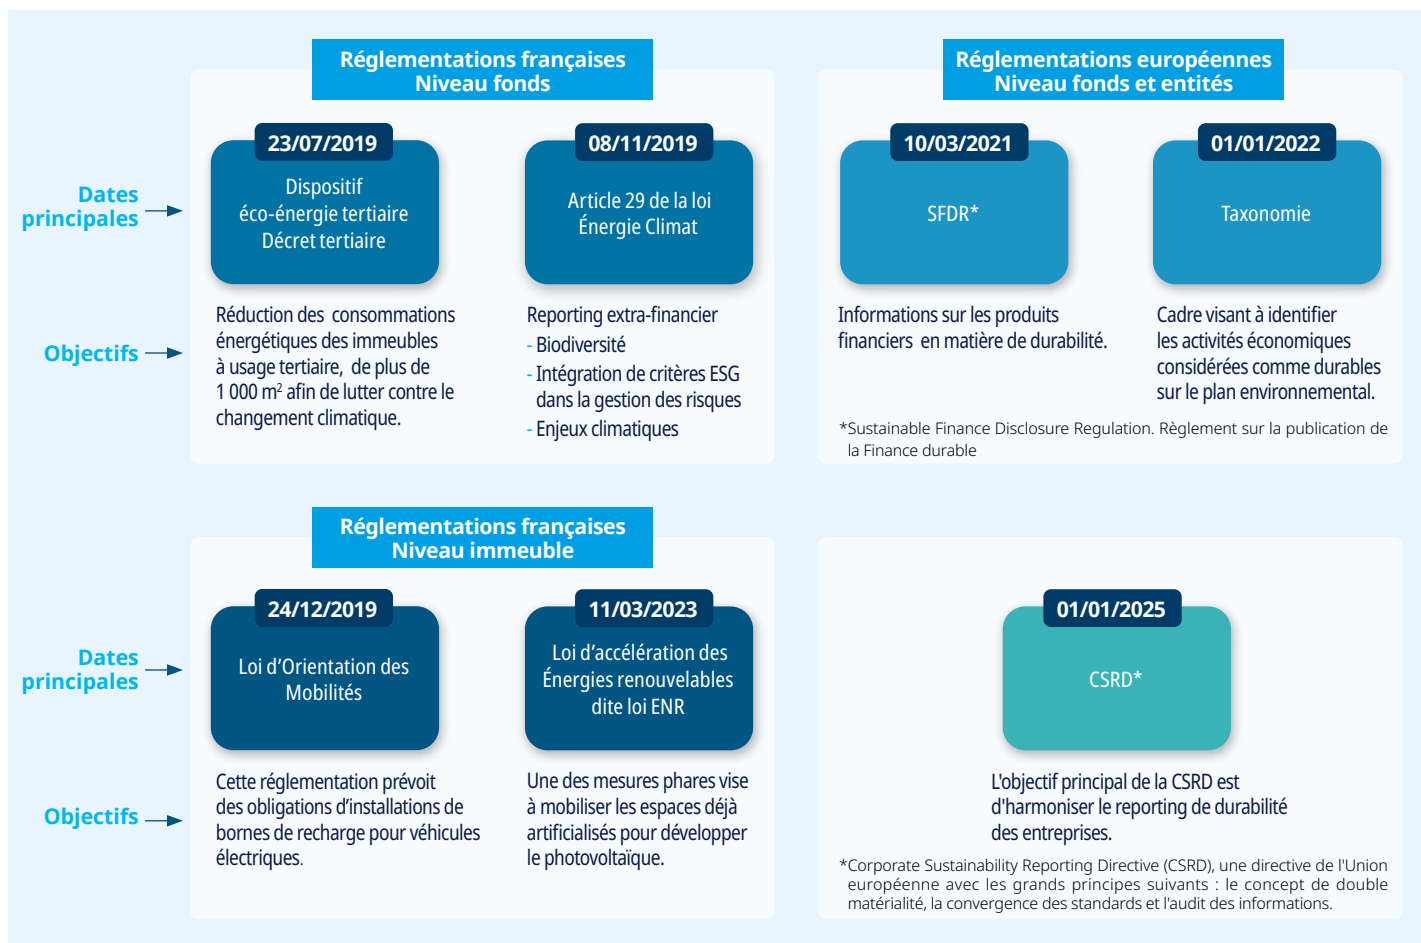 Réglementations françaises
Niveau fonds
Dates
principales
23/07/2019
Dispositif
éco-énergie tertiaire
Décret tertiaire
08/11/2019
Article 29 de la loi
Énergie Climat
Objectifs
Réduction des consommations
énergétiques des immeubles
à usage tertiaire, de plus de
1 000 m² afin de lutter contre le
changement climatique.
Reporting extra-financier
- Biodiversité
- Intégration de critères ESG
dans la gestion des risques
- Enjeux climatiques
Réglementations européennes
Niveau fonds et entités
10/03/2021
SFDR*
01/01/2022
Taxonomie
Informations sur les produits
financiers en matière de durabilité.
Cadre visant à identifier
les activités économiques
considérées comme durables
sur le plan environnemental.
*Sustainable Finance Disclosure Regulation. Règlement sur la publication de
la Finance durable
Réglementations françaises
Niveau immeuble
Dates
principales
24/12/2019
Loi d’Orientation des
Mobilités
11/03/2023
Loi d’accélération des
Énergies renouvelables
dite loi ENR
Objectifs
Cette réglementation prévoit
des obligations d’installations de
bornes de recharge pour véhicules
électriques.
Une des mesures phares vise
à mobiliser les espaces déjà
artificialisés pour développer
le photovoltaïque.
01/01/2025
CSRD*
L'objectif principal de la CSRD est
d'harmoniser le reporting de durabilité
des entreprises.
*Corporate Sustainability Reporting Directive (CSRD), une directive de l'Union
européenne avec les grands principes suivants : le concept de double
matérialité, la convergence des standards et l'audit des informations.